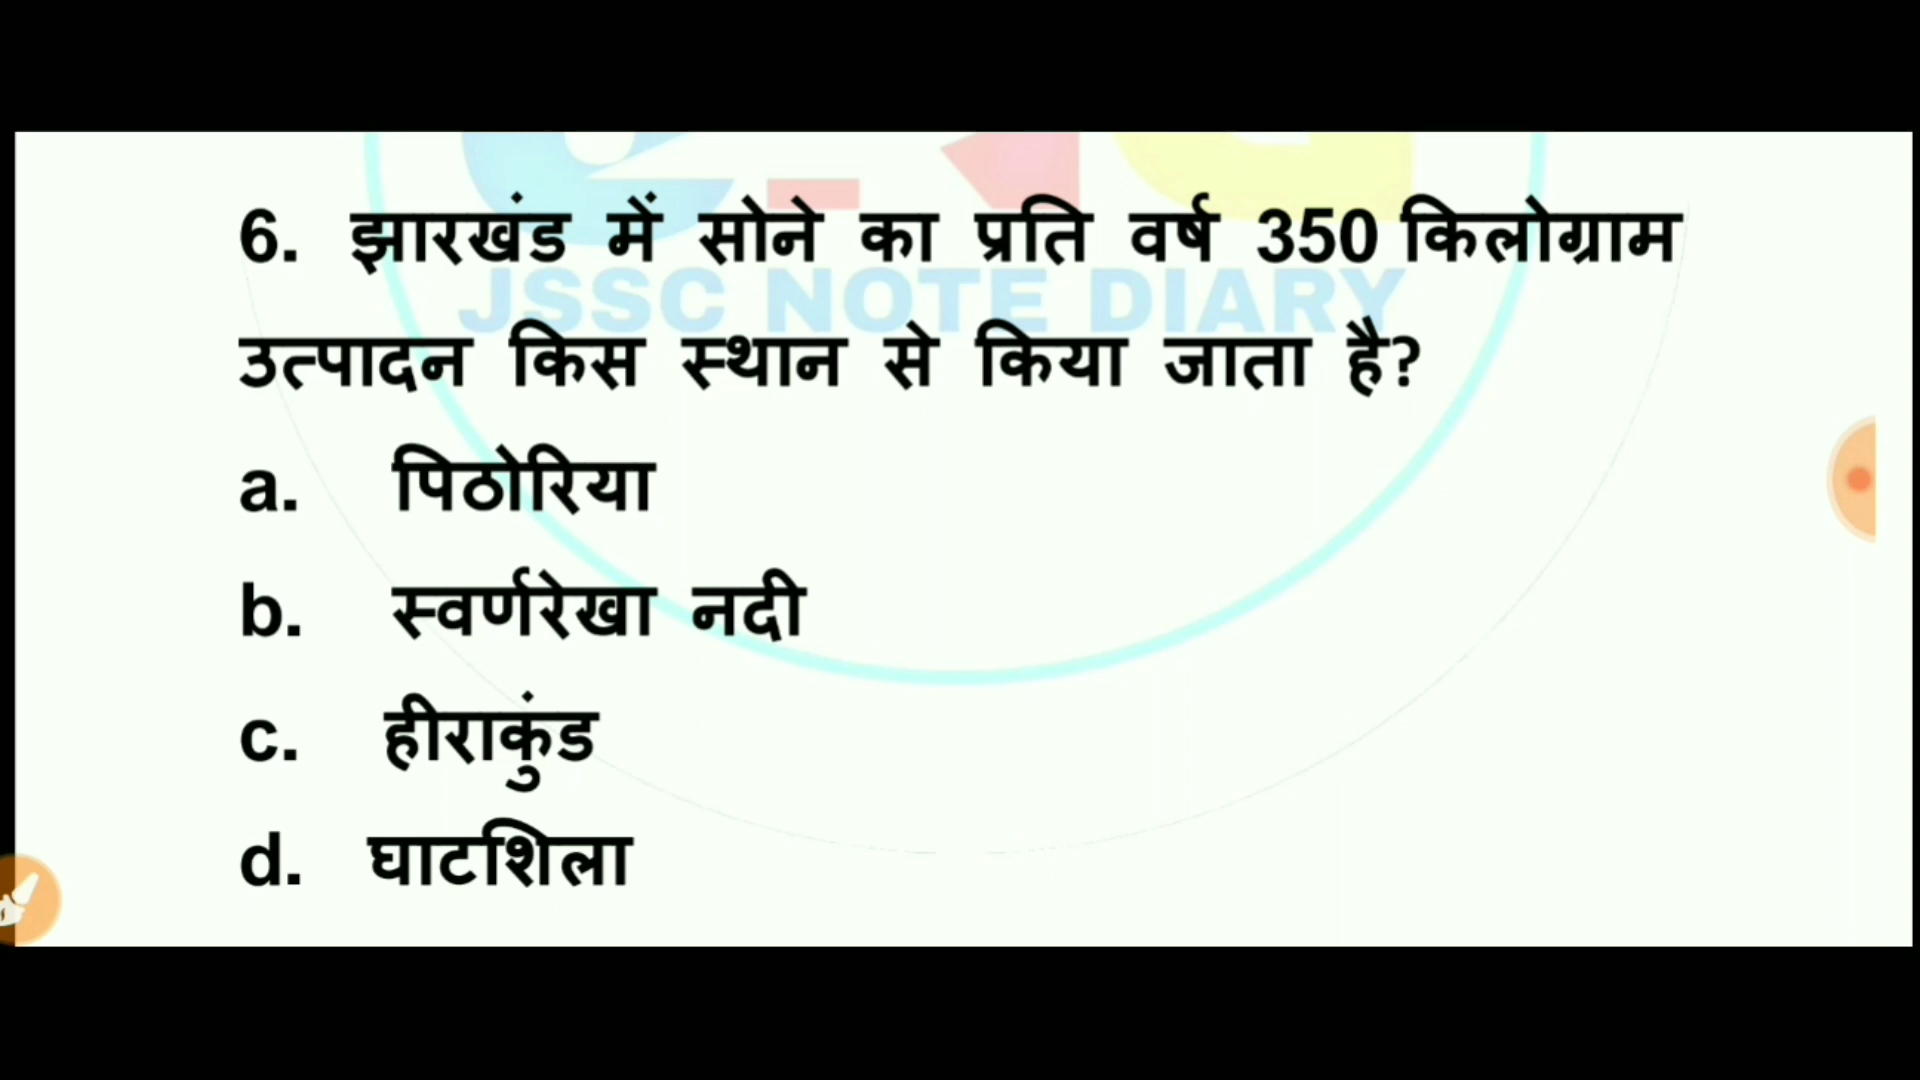 JSSC NOTE DIARY
6. झारखंड में सोने का प्रति वर्ष 350 किलोग्राम
उत्पादन किस स्थान से किया जाता है?
a. पिठोरिया
b. स्वर्णरेखा नदी
c. हीराकुंड
d. घाटशिला